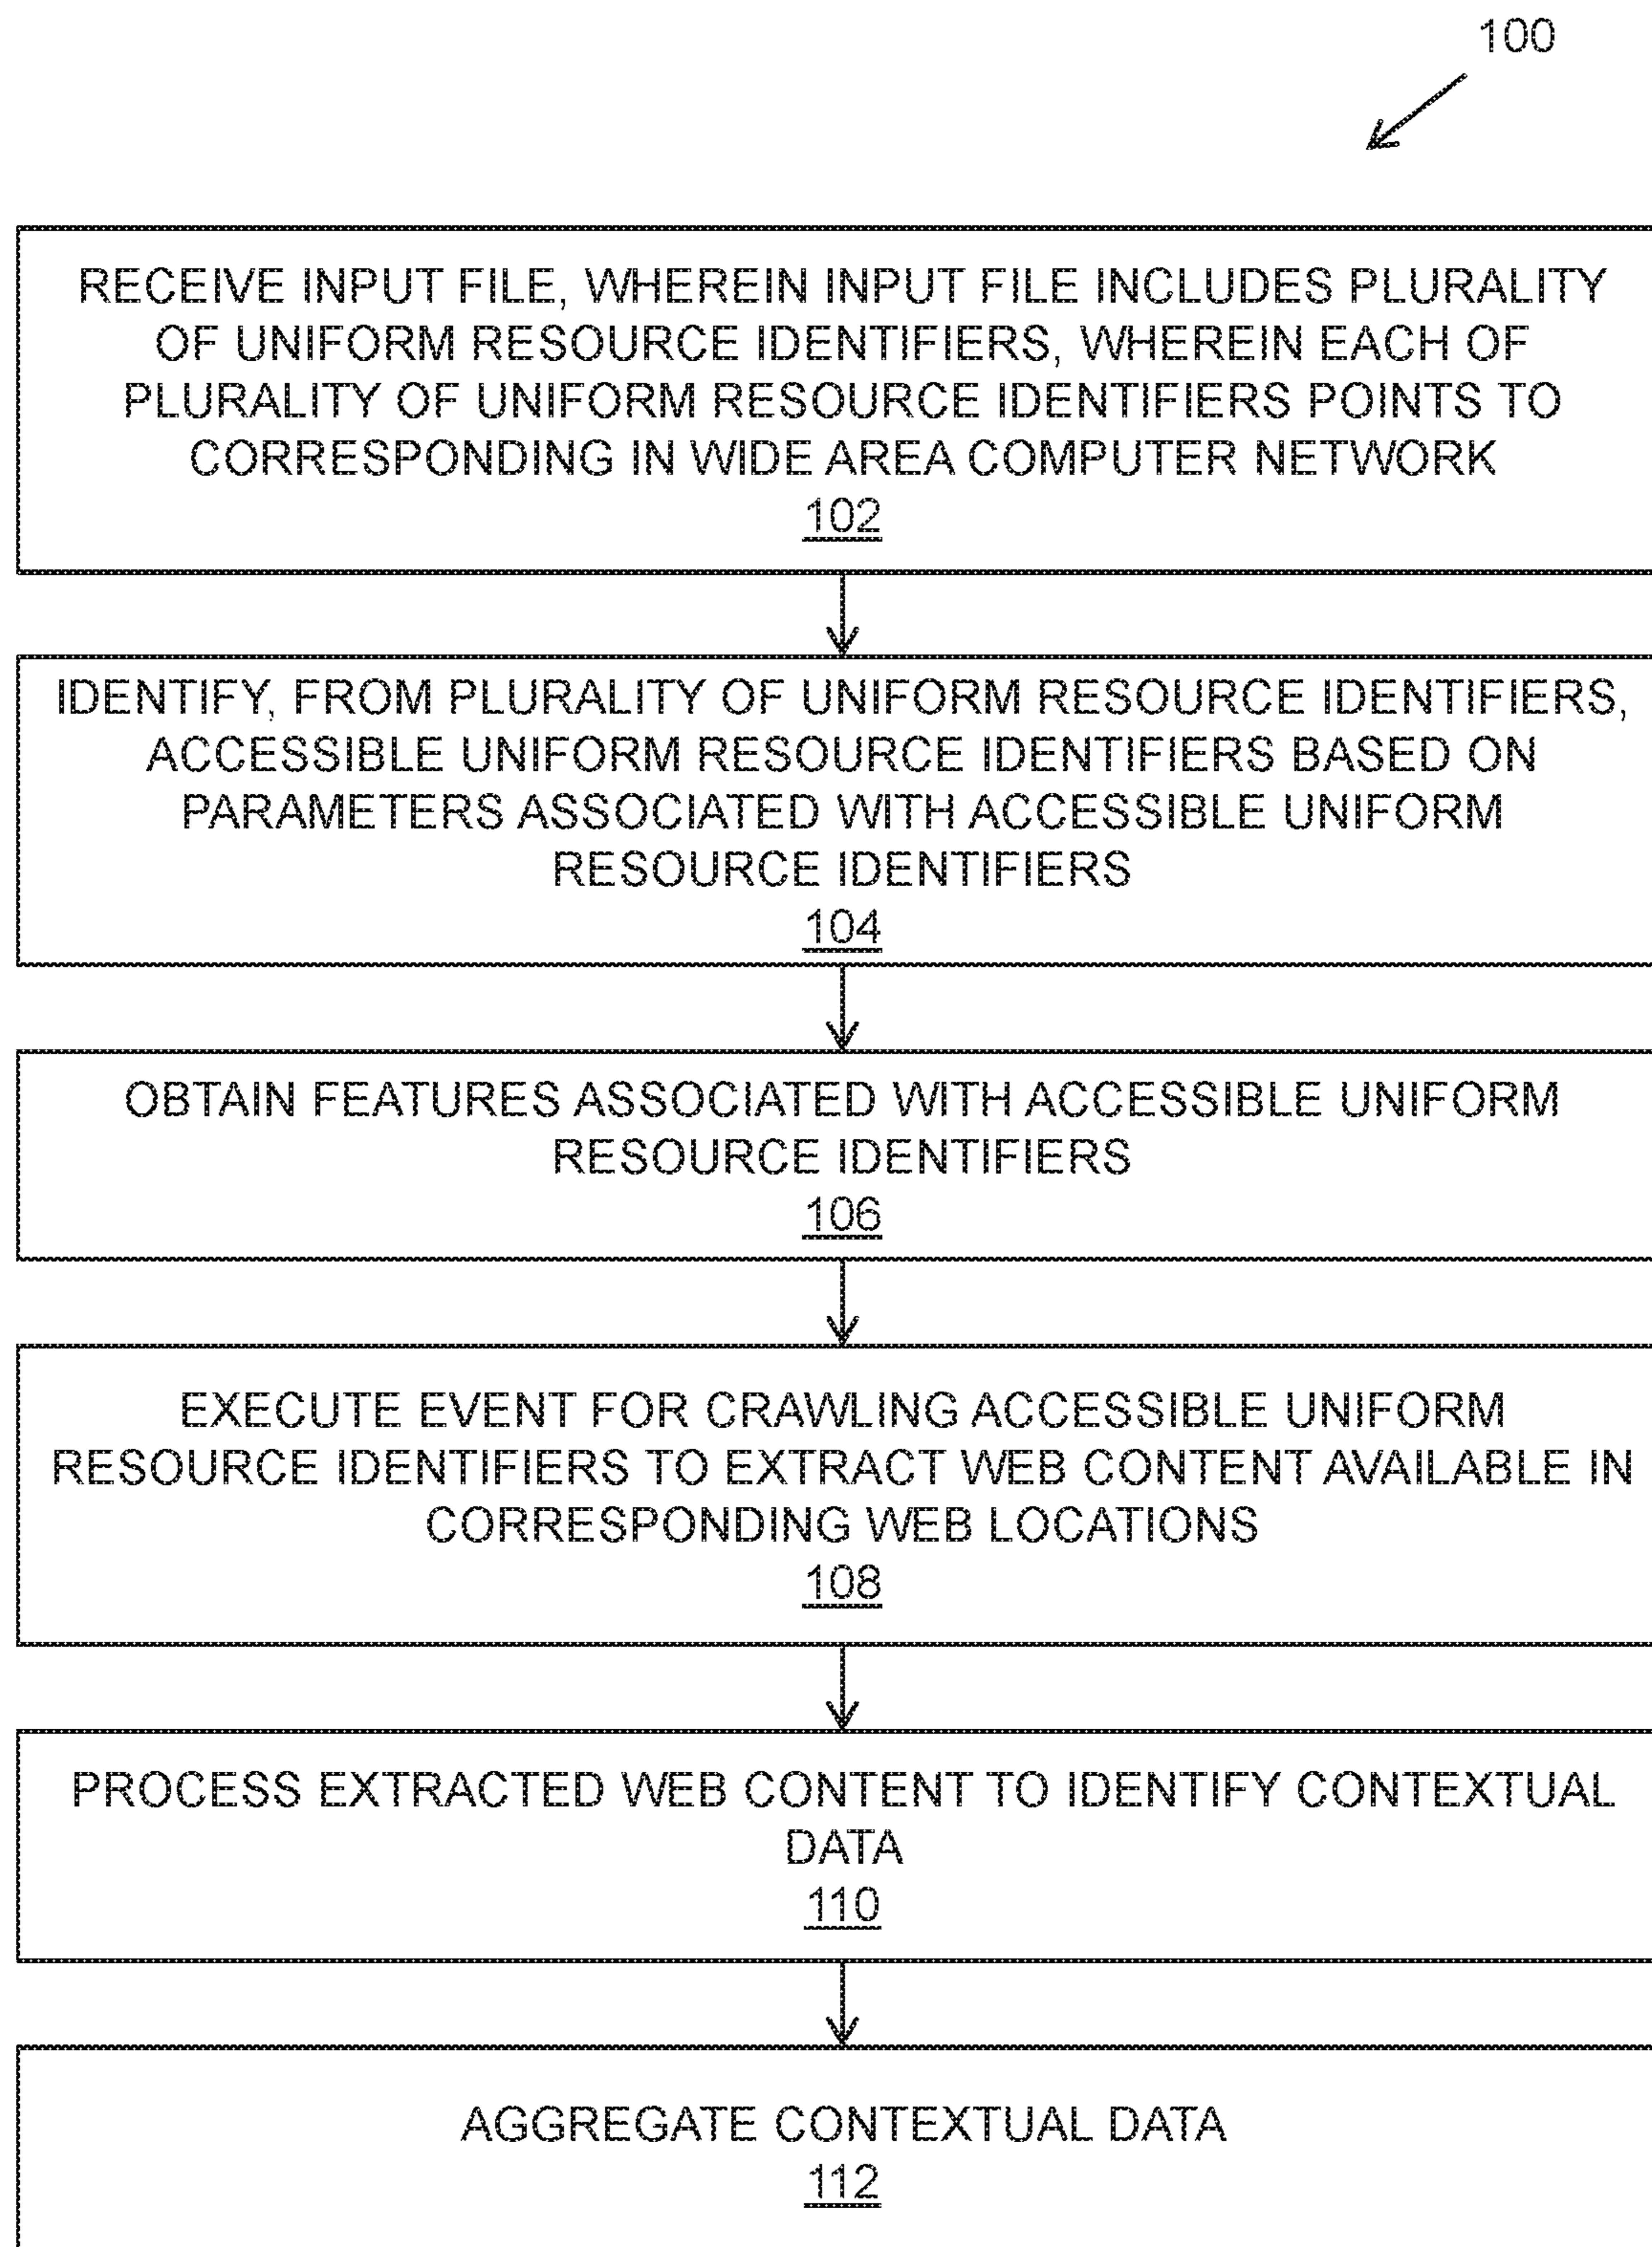 100
RECEIVE INPUT FILE, WHEREIN INPUT FILE INCLUDES PLURALITY
OF UNIFORM RESOURCE IDENTIFIERS, WHEREIN EACH OF
PLURALITY OF UNIFORM RESOURCE IDENTIFIERS POINTS TO
CORRESPONDING IN WIDE AREA COMPUTER NETWORK
102
IDENTIFY, FROM PLURALITY OF UNIFORM RESOURCE IDENTIFIERS,
ACCESSIBLE UNIFORM RESOURCE IDENTIFIERS BASED ON
PARAMETERS ASSOCIATED WITH ACCESSIBLE UNIFORM
RESOURCE IDENTIFIERS
104
OBTAIN FEATURES ASSOCIATED WITH ACCESSIBLE UNIFORM
RESOURCE IDENTIFIERS
106
EXECUTE EVENT FOR CRAWLING ACCESSIBLE UNIFORM
RESOURCE IDENTIFIERS TO EXTRACT WEB CONTENT AVAILABLE IN
CORRESPONDING WEB LOCATIONS
108
PROCESS EXTRACTED WEB CONTENT TO IDENTIFY CONTEXTUAL
DATA
110
AGGREGATE CONTEXTUAL DATA
112